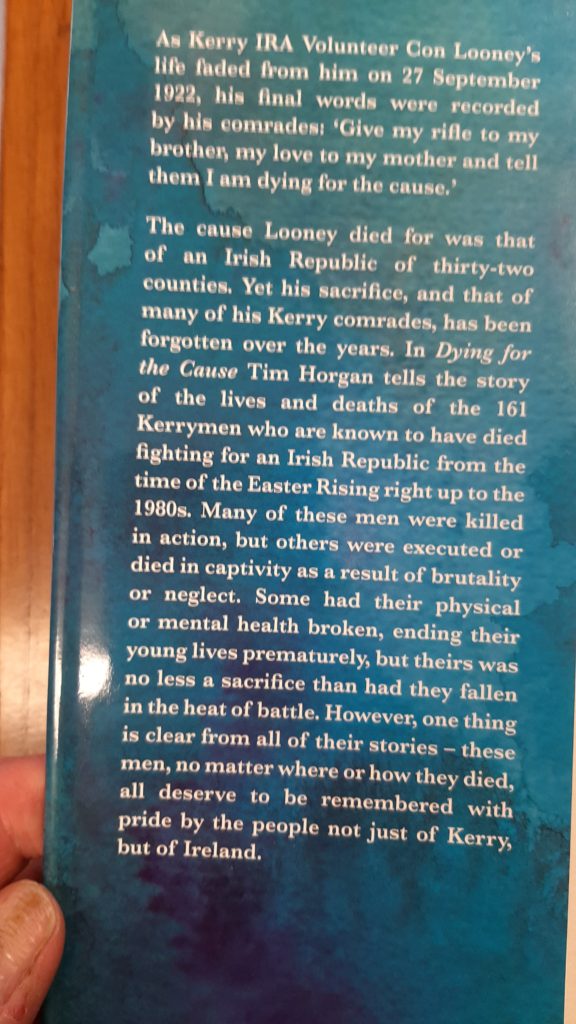 As Kerry IRA Volunteer Con Looney's
life faded from him on 27 September
1922, his final words were recorded
by his comrades: 'Give my rifle to my
brother, my love to my mother and tell
them I am dying for the cause.'
The cause Looney died for was that
of an Irish Republic of thirty-two
counties. Yet his sacrifice, and that of
many of his Kerry comrades, has been
forgotten over the years. In Dying for
the Cause Tim Horgan tells the story
of the lives and deaths of the 161
Kerrymen who are known to have died
fighting for an Irish Republic from the
time of the Easter Rising right up to the
1980s. Many of these men were killed
in action, but others were executed or
died in captivity as a result of brutality
or neglect. Some had their physical
or mental health broken, ending their
young lives prematurely, but theirs was
no less a sacrifice than had they fallen
in the heat of battle. However, one thing
is clear from all of their stories – these
men, no matter where or how they died,
all deserve to be remembered with
pride by the people not just of Kerry,
but of Ireland.